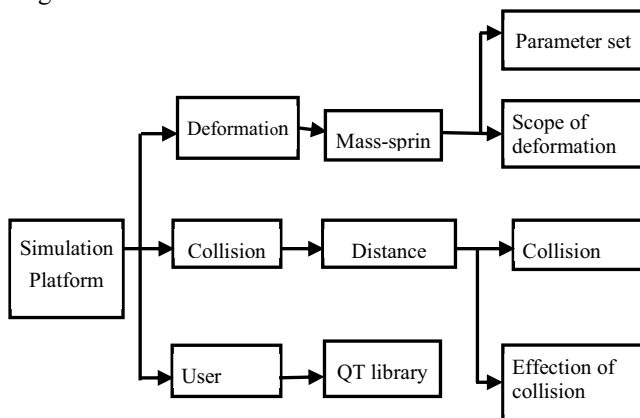 Parameter set
Deformation
Mass-sprin
Scope of
deformation
Simulation
Platform
Collision
Distance
Collision
User
QT library
Effection of
collision